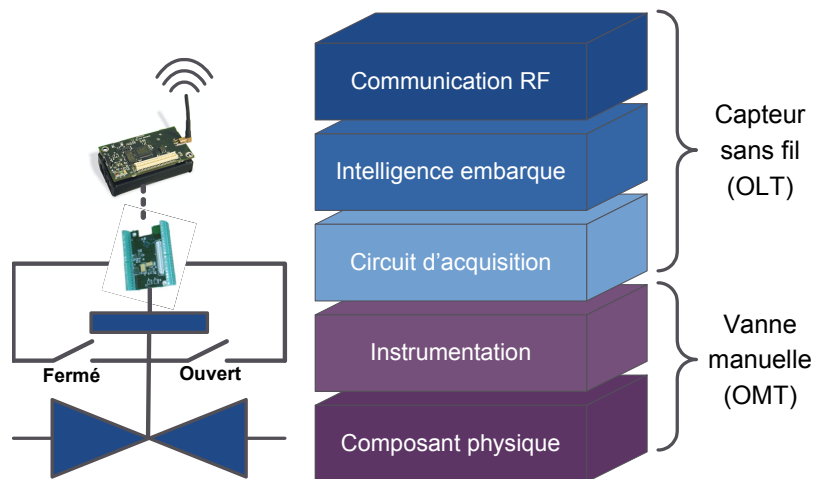 Communication RF
Intelligence embarque
Circuit d'acquisition
Instrumentation
Composant physique
Capteur
sans fil
(OLT)
Vanne
manuelle
(OMT)
Fermé
Ouvert